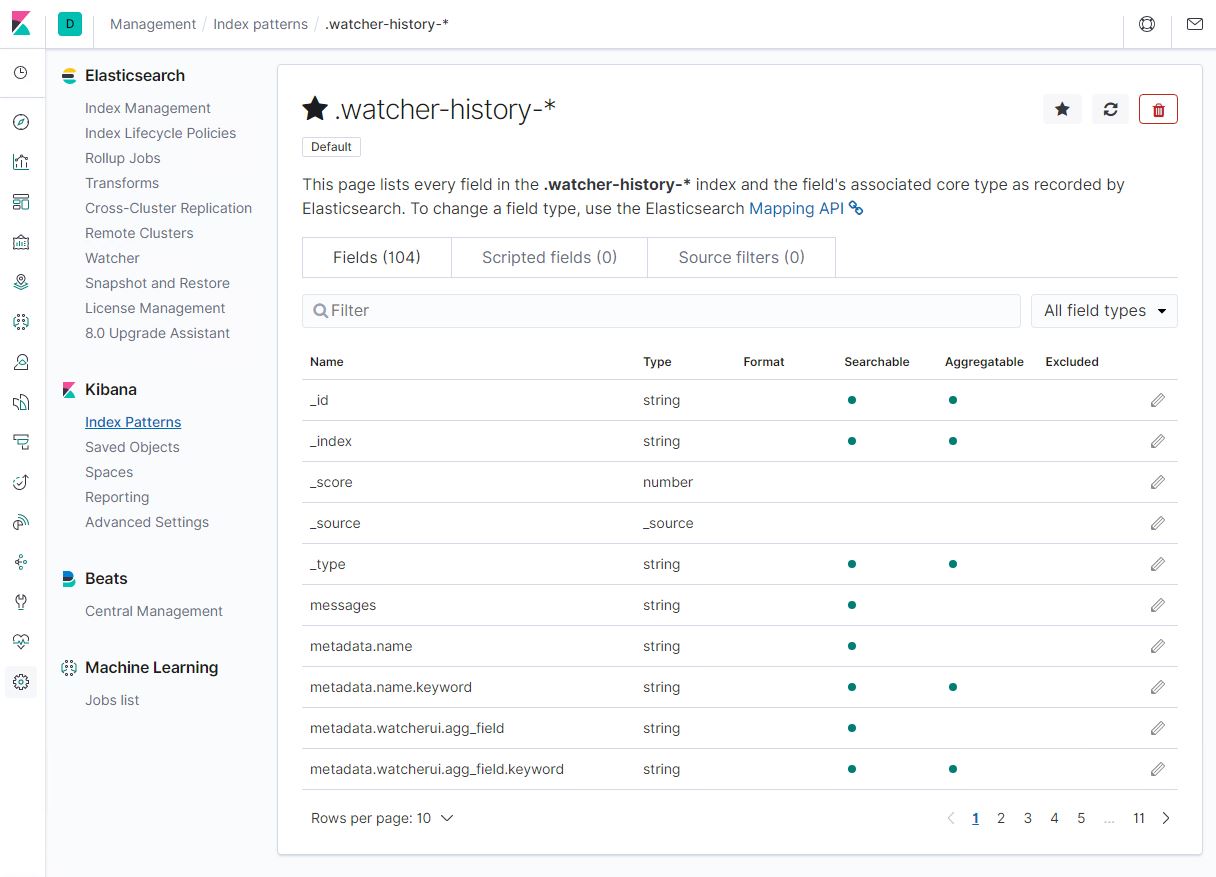 D
Management / Index patterns / .watcher-history-*
Elasticsearch
Index Management
Index Lifecycle Policies
Rollup Jobs
Transforms
Cross-Cluster Replication
Remote Clusters
Watcher
Snapshot and Restore
License Management
8.0 Upgrade Assistant
Kibana
Index Patterns
Saved Objects
Spaces
Reporting
Advanced Settings
Beats
Central Management
Machine Learning
Jobs list
.watcher-history-*
Default
This page lists every field in the .watcher-history-* index and the field's associated core type as recorded by
Elasticsearch. To change a field type, use the Elasticsearch Mapping API
Fields (104) Scripted fields (0) Source filters (0)
Filter All field types
Name Type Format Searchable Aggregatable Excluded
_id string
_index string
_score number
_source _source
_type string
messages string
metadata.name string
metadata.name.keyword string
metadata.watcherui.agg_field string
metadata.watcherui.agg_field.keyword string
Rows per page: 10 1 2 3 4 5 ... 11